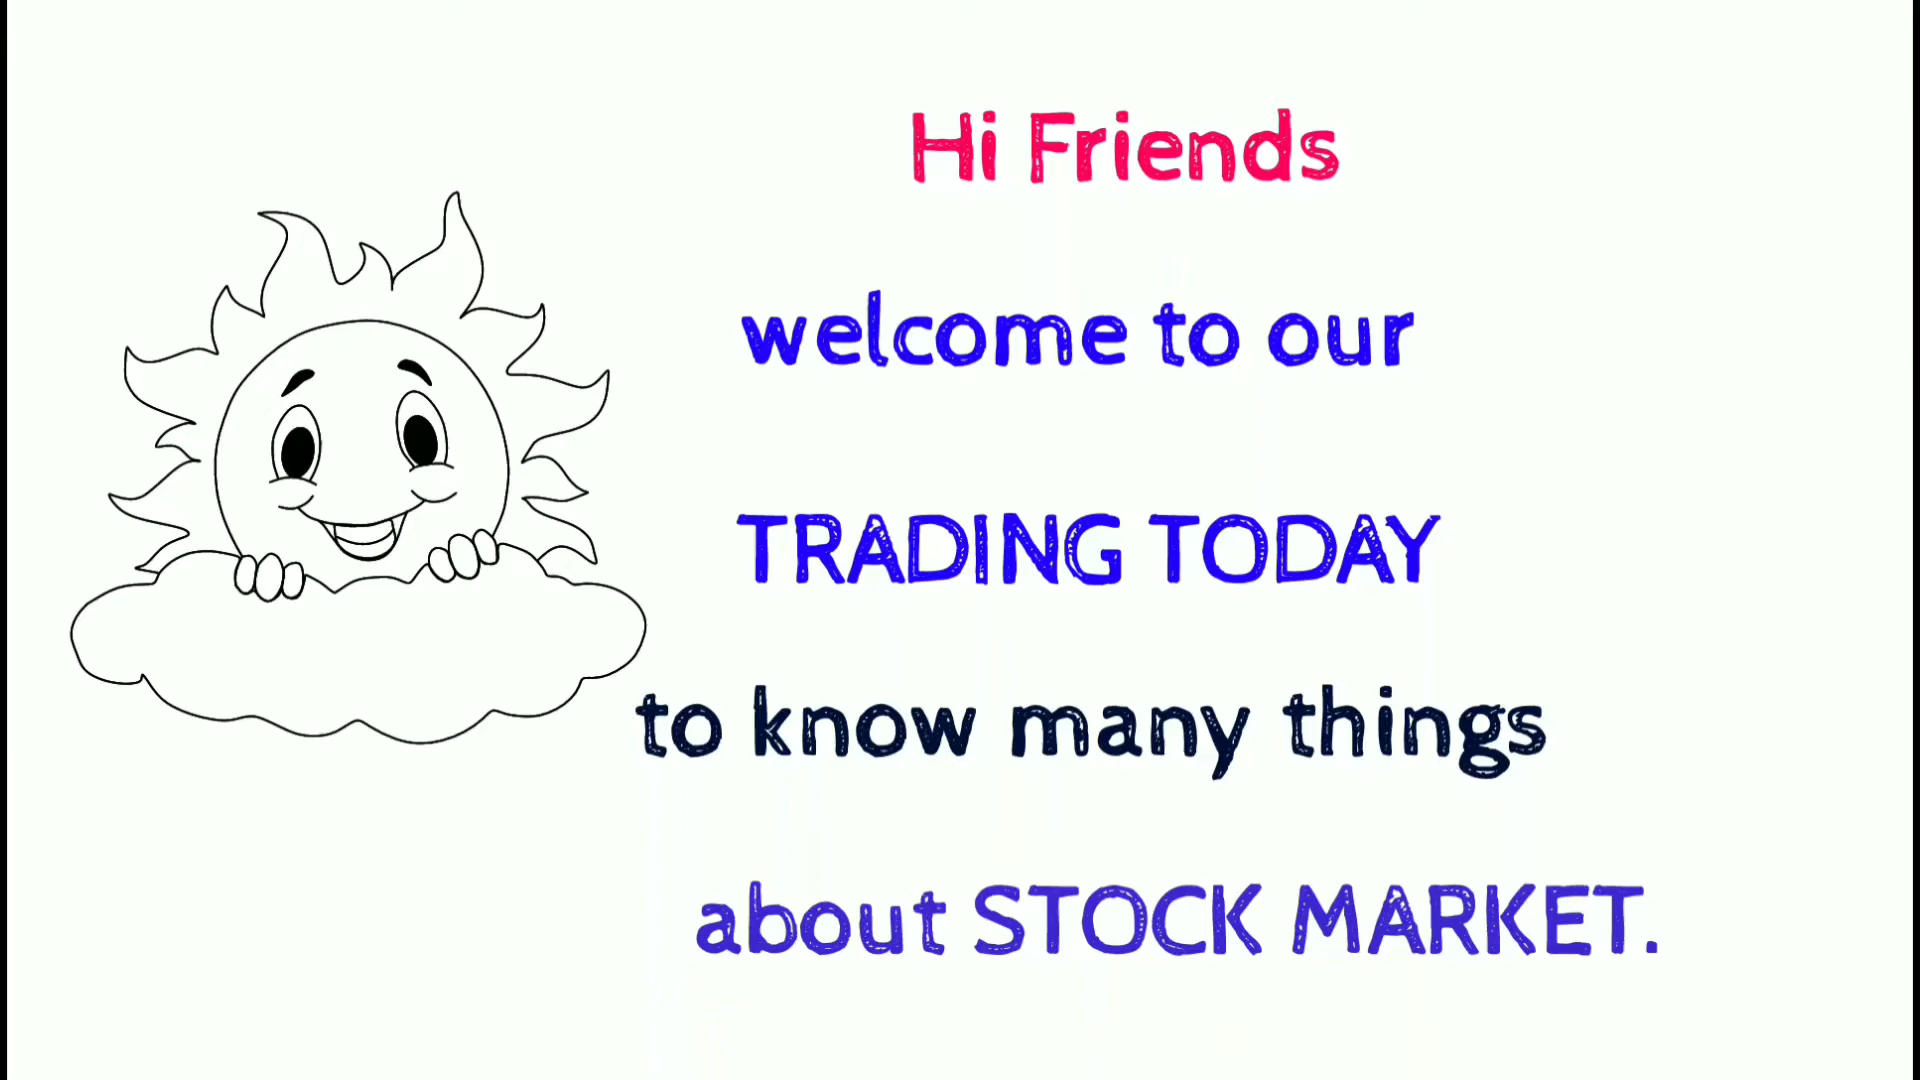 Hi Friends
welcome to our
TRADING TODAY
to know many things
about STOCK MARKET.